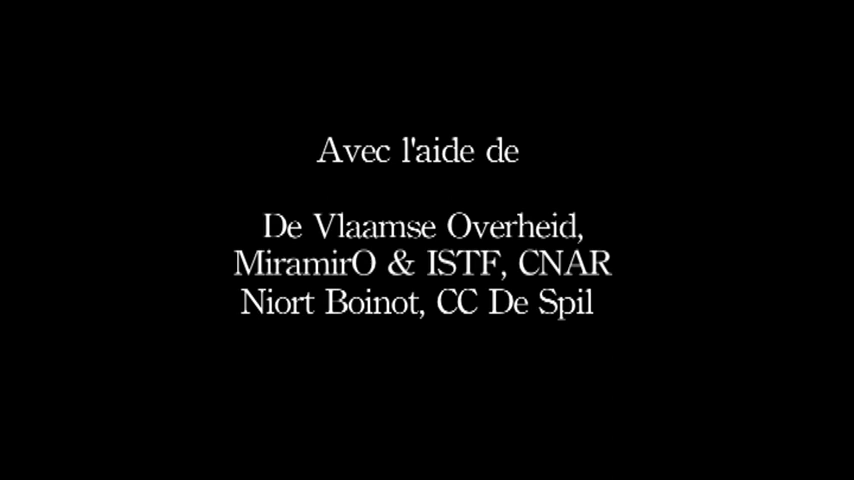 Avec l'aide de
De Vlaamse Overheid,
MiramirO & ISTF, CNAR
Niort Boinot, CC De Spil